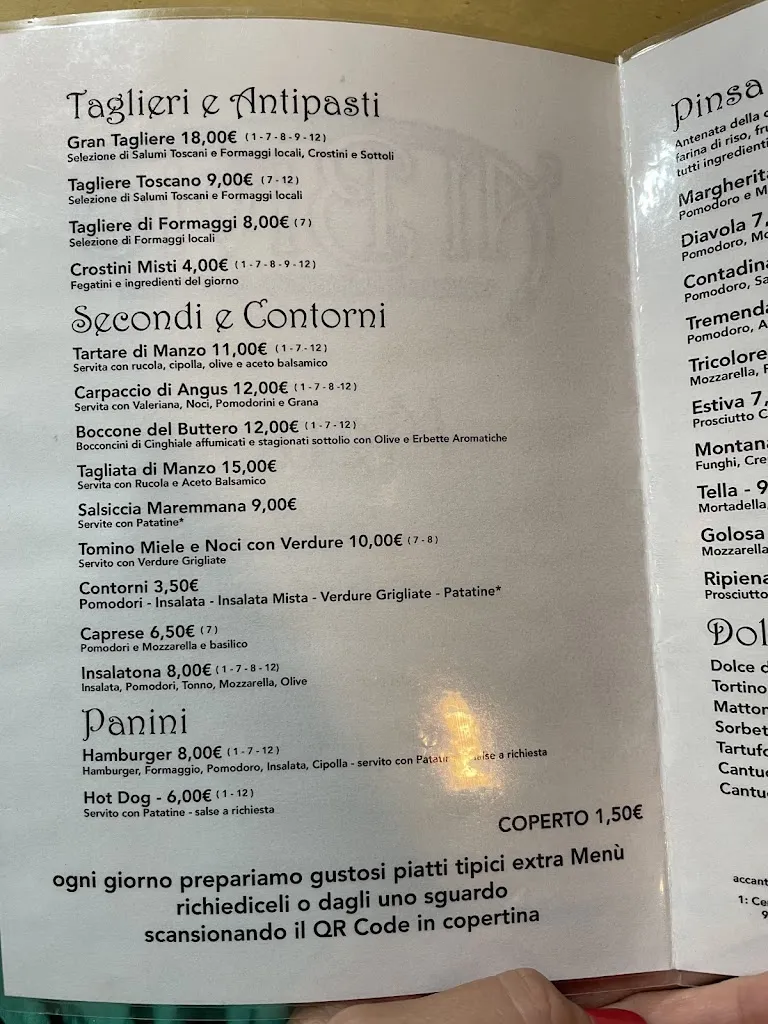 Taglieri e Antipasti
Gran Tagliere 18,00€ (1-7-8-9-12)
Selezione di Salumi Toscani e Formaggi locali, Crostini e Sottoli
Tagliere Toscano 9,00€ (7-12)
Selezione di Salumi Toscani e Formaggi locali
Tagliere di Formaggi 8,00€ (7)
Selezione di Formaggi locali
Crostini Misti 4,00€ (1-7-8-9-12)
Fegatini e ingredienti del giorno
Secondi e Contorni
Tartare di Manzo 11,00€ (1-7-12)
Servita con rucola, cipolla, olive e aceto balsamico
Carpaccio di Angus 12,00€ (1-7-8-12)
Servita con Valeriana, Noci, Pomodorini e Grana
Boccone del Buttero 12,00€ (1-7-12)
Bocconcini di Cinghiale affumicati e stagionati sottolio con Olive e Erbette Aromatiche
Tagliata di Manzo 15,00€
Servita con Rucola e Aceto Balsamico
Salsiccia Maremmana 9,00€
Servite con Patatine*
Tomino Miele e Noci con Verdure 10,00€ (7-8)
Servito con Verdure Grigliate
Contorni 3,50€
Pomodori - Insalata - Insalata Mista - Verdure Grigliate - Patatine*
Caprese 6,50€ (7)
Pomodori e Mozzarella e basilico
Insalatona 8,00€ (1-7-8-12)
Insalata, Pomodori, Tonno, Mozzarella, Olive
Panini
Hamburger 8,00€ (1-7-12)
Hamburger, Formaggio, Pomodoro, Insalata, Cipolla - servito con a richiesta
Hot Dog - 6,00€ (1-12)
Servito con Patatine - salse a richiesta
COPERTO 1,50€
ogni giorno prepariamo gustosi piatti tipici extra Menù
richiediceli o dagli uno sguardo
scansionando il QR Code in copertina
Pinsa
Antenata della
farina di riso,
tutti ingredienti
Margherita
Pomodoro e
Diavola 7,
Pomodoro,
Contadina
Pomodoro,
Tremenda
Pomodoro,
Tricolore
Mozzarella,
Estiva 7,
Prosciutto
Montana
Funghi,
Tella - 9
Mortadella,
Golosa
Mozzarella
Ripiena
Prosciutto
Dol
Dolce d
Tortino
Matton
Sorbet
Tartufo
Cantuc
Cantuc
accant
1: Ce
9